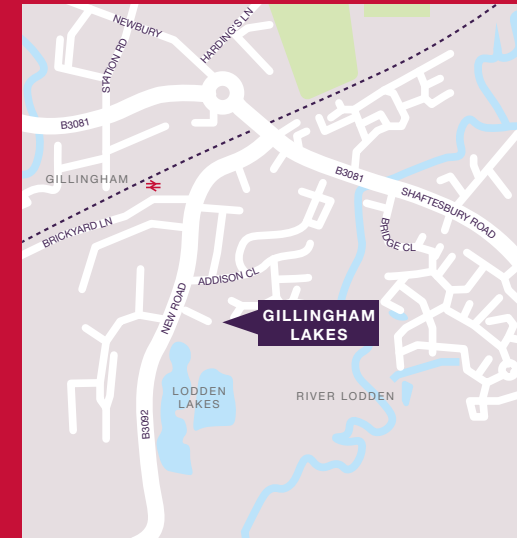 NEWBURY
HARDING'S LN
STATION RD
B3081
GILLINGHAM
B3081
SHAFTESBURY ROAD
BRICKYARD LN
BRIDGE CL
ADDISON CL
NEW ROAD
GILLINGHAM
LAKES
LODDEN
LAKES
RIVER LODDEN
B3092